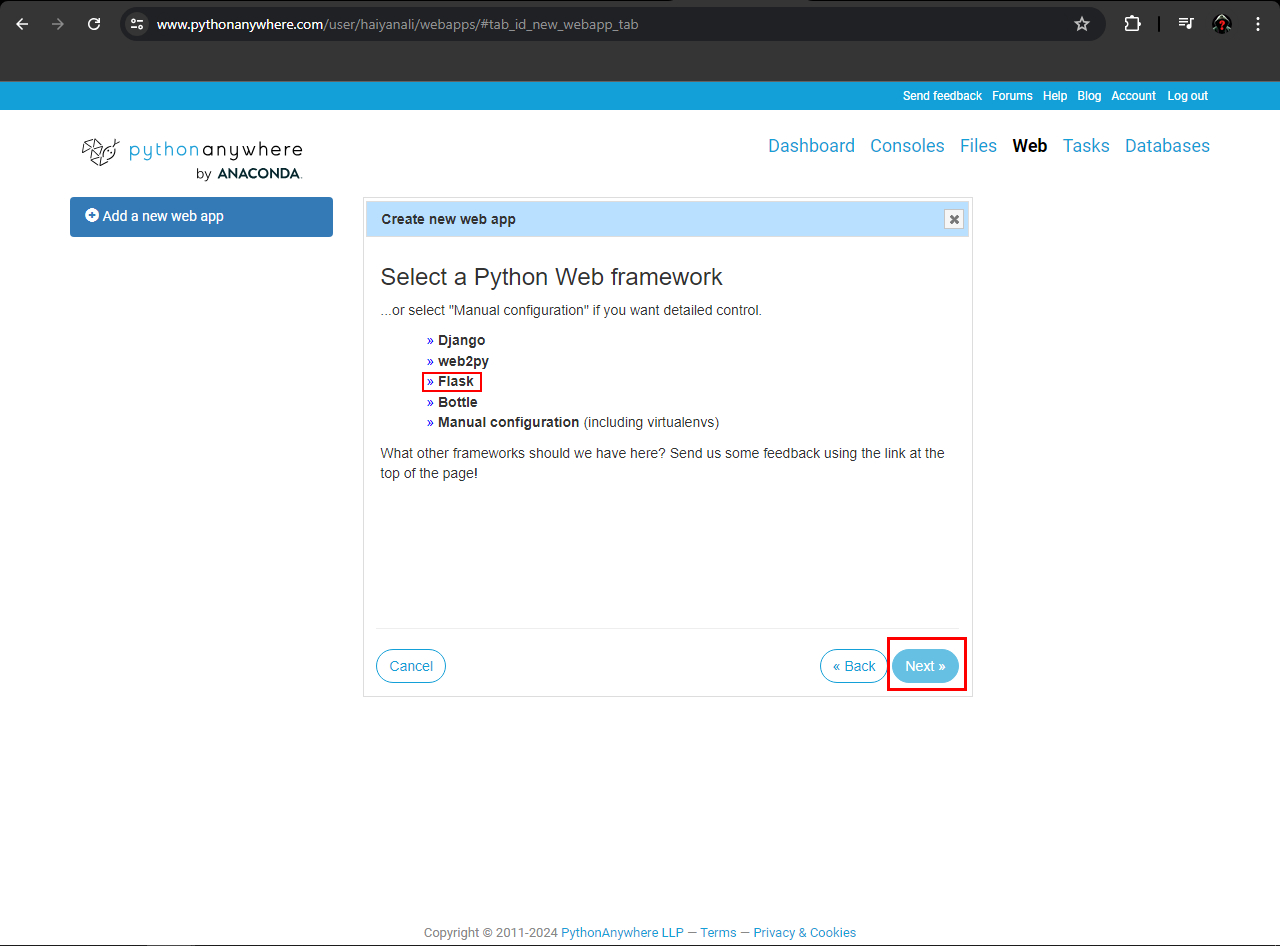 www.pythonanywhere.com/user/haiyanali/webapps/#tab_id_new_webapp_tab
Send feedback Forums Help Blog Account Log out
pythonanywhere
by ANACONDA.
Dashboard Consoles Files Web Tasks Databases
Add a new web app
Create new web app
Select a Python Web framework
...or select "Manual configuration" if you want detailed control.
» Django
» web2py
» Flask
» Bottle
» Manual configuration (including virtualenvs)
What other frameworks should we have here? Send us some feedback using the link at the
top of the page!
Cancel « Back Next »
Copyright © 2011-2024 PythonAnywhere LLP — Terms — Privacy & Cookies